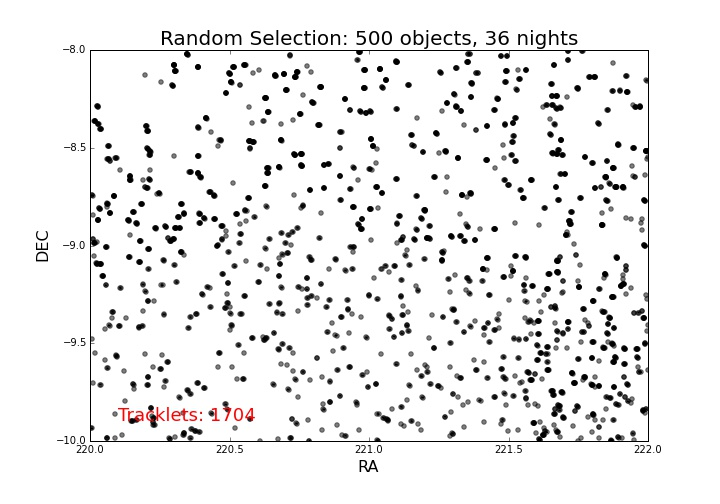 Random Selection: 500 objects, 36 nights
−8.0
−8.5
DEC
−9.0
−9.5
Tracklets: 1704
−10.0
220.0 220.5 221.0 221.5 222.0
RA